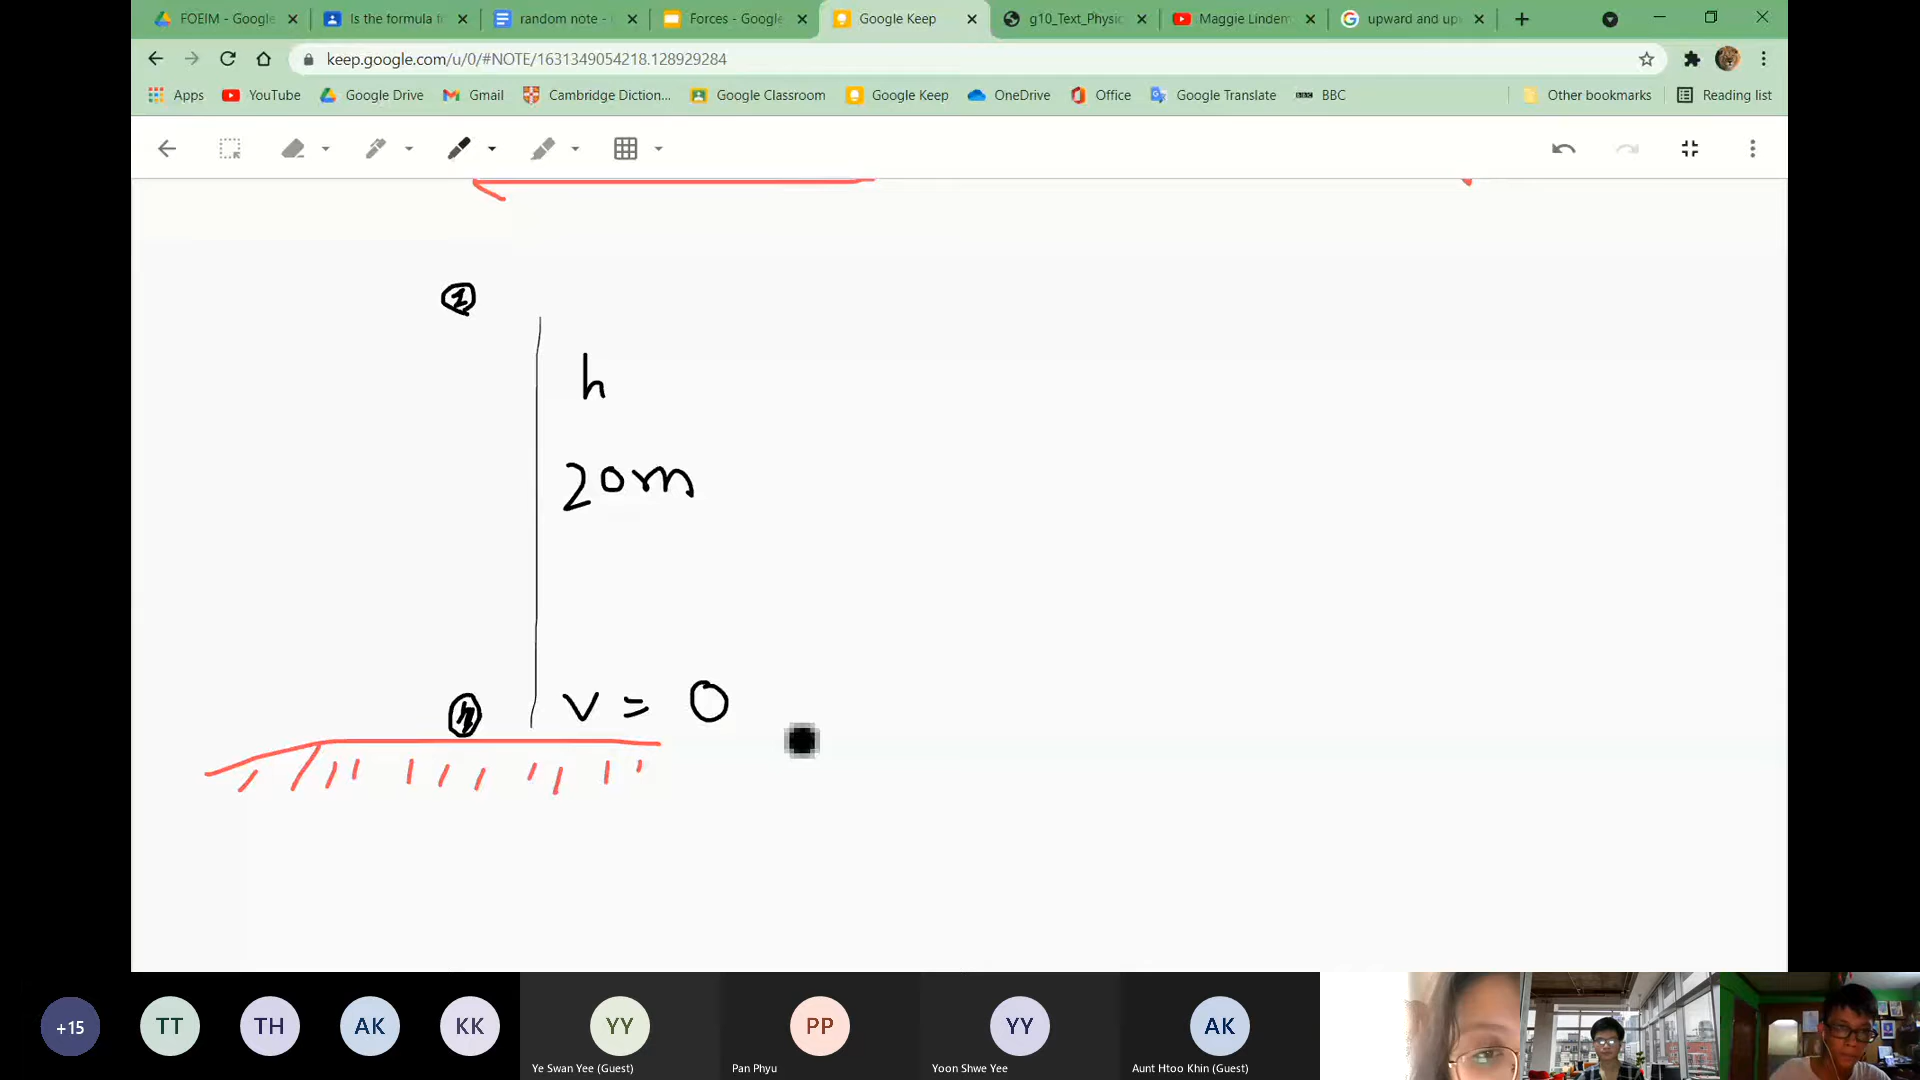 FOEIM - Google
Is the formula f
random note -
Forces - Google
Google Keep
g10_Text_Physic
Maggie Lindem
upward and up
keep.google.com/u/0/#NOTE/1631349054218.128929284
Apps
YouTube
Google Drive
Gmail
Cambridge Diction...
Google Classroom
Google Keep
OneDrive
Office
Google Translate
BBC
Other bookmarks
Reading list
h
20m
v = 0
+15
TT
TH
AK
KK
YY
PP
YY
AK
Ye Swan Yee (Guest)
Pan Phyu
Yoon Shwe Yee
Aunt Htoo Khin (Guest)